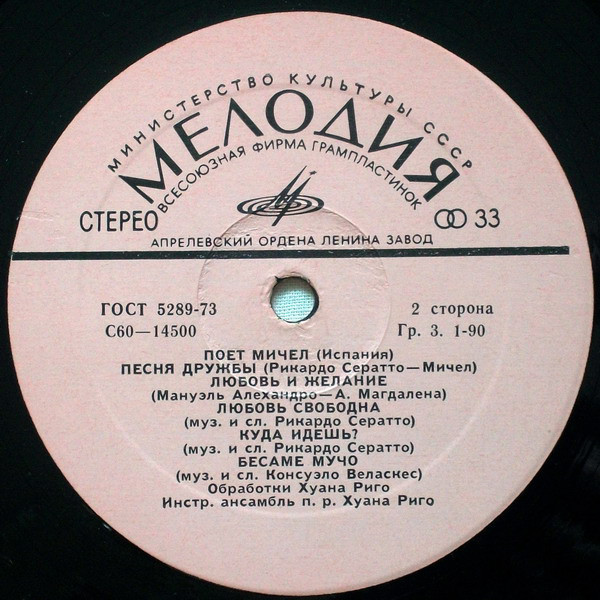 МИНИСТЕРСТВО КУЛЬТУРЫ СССР
МЕЛОДИЯ
ВСЕСОЮЗНАЯ ФИРМА ГРАМПЛАСТИНОК
СТЕРЕО
33
АПРЕЛЕВСКИЙ ОРДЕНА ЛЕНИНА ЗАВОД
ГОСТ 5289-73
2 сторона
С60—14500
Гр. 3. 1-90
ПОЕТ МИЧЕЛ (Испания)
ПЕСНЯ ДРУЖБЫ (Рикардо Сератто—Мичел)
ЛЮБОВЬ И ЖЕЛАНИЕ
(Мануэль Алехандро—А. Магдалена)
ЛЮБОВЬ СВОБОДНА
(муз. и сл. Рикардо Сератто)
КУДА ИДЕШЬ?
(муз. и сл. Рикардо Сератто)
БЕСАМЕ МУЧО
(муз. и сл. Консуэло Веласкес)
Обработки Хуана Риго
Инстр. ансамбль п. р. Хуана Риго